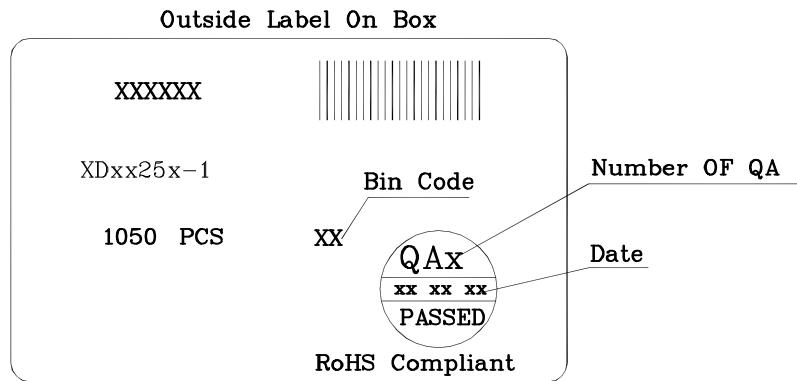 Outside Label On Box
XXXXXX
XDxx25x-1
Bin Code
Number OF QA
1050 PCS
XX
QAx
Date
xx xx xx
PASSED
RoHS Compliant